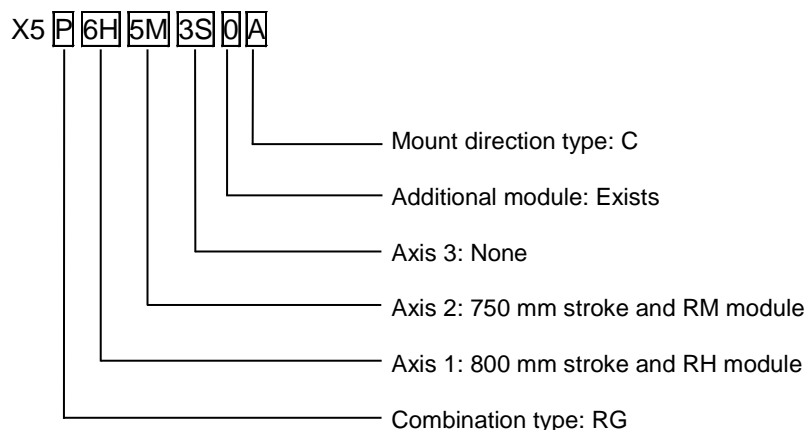 X5 P 6H 5M 3S 0 A
Mount direction type: C
Additional module: Exists
Axis 3: None
Axis 2: 750 mm stroke and RM module
Axis 1: 800 mm stroke and RH module
Combination type: RG